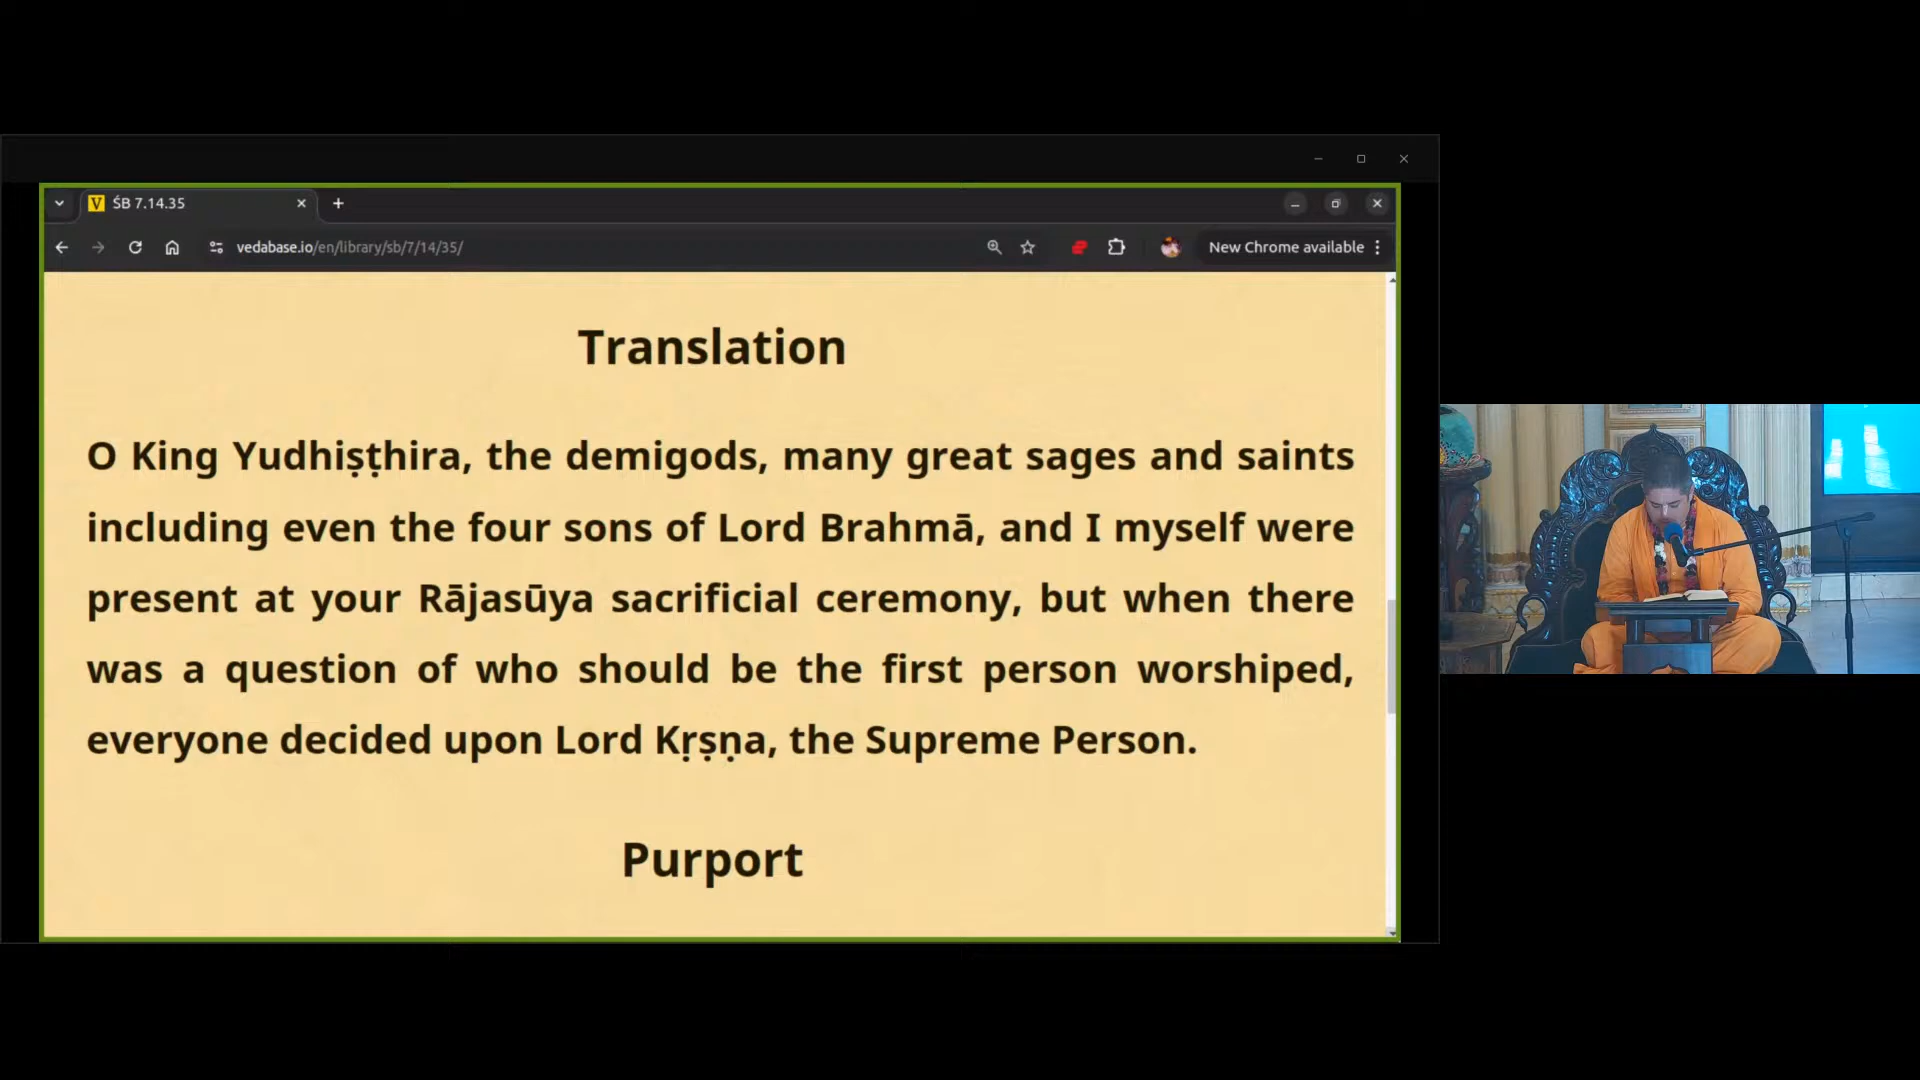 ŚB 7.14.35
vedabase.io/en/library/sb/7/14/35/
New Chrome available
Translation
O King Yudhiṣṭhira, the demigods, many great sages and saints
including even the four sons of Lord Brahmā, and I myself were
present at your Rājasūya sacrificial ceremony, but when there
was a question of who should be the first person worshiped,
everyone decided upon Lord Kṛṣṇa, the Supreme Person.
Purport